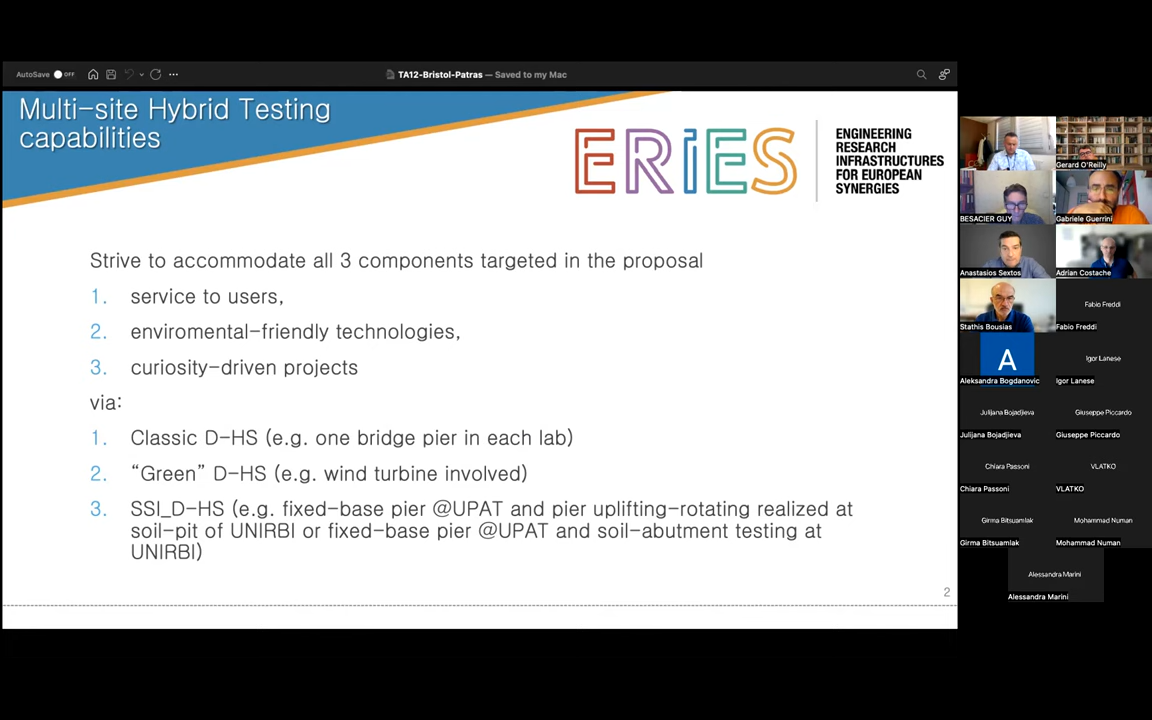 AutoSave OFF
TA12-Bristol-Patras — Saved to my Mac
Multi-site Hybrid Testing
capabilities
ERiES
ENGINEERING
RESEARCH
INFRASTRUCTURES
FOR EUROPEAN
SYNERGIES
Strive to accommodate all 3 components targeted in the proposal
1. service to users,
2. enviromental-friendly technologies,
3. curiosity-driven projects
via:
1. Classic D-HS (e.g. one bridge pier in each lab)
2. “Green” D-HS (e.g. wind turbine involved)
3. SSI_D-HS (e.g. fixed-base pier @UPAT and pier uplifting-rotating realized at
soil-pit of UNIRBI or fixed-base pier @UPAT and soil-abutment testing at
UNIRBI)
2
Gerard O'Reilly
BESACIER GUY
Gabriele Guerrini
Anastasios Sextos
Adrian Costache
Stathis Bousias
Fabio Freddi
Fabio Freddi
A
Aleksandra Bogdanovic
Igor Lanese
Igor Lanese
Julijana Bojadjieva
Julijana Bojadjieva
Giuseppe Piccardo
Giuseppe Piccardo
Chiara Passoni
Chiara Passoni
VLATKO
VLATKO
Girma Bitsuamlak
Girma Bitsuamlak
Mohammad Numan
Mohammad Numan
Alessandra Marini
Alessandra Marini